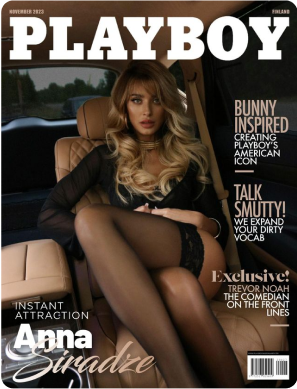 NOVEMBER 2023
FINLAND
PLAYBOY
BUNNY
INSPIRED
CREATING
PLAYBOY'S
AMERICAN
ICON
TALK
SMUTTY!
WE EXPAND
YOUR DIRTY
VOCAB
Exclusive!
TREVOR NOAH
THE COMEDIAN
ON THE FRONT
LINES
INSTANT
ATTRACTION
Anna
Siradze